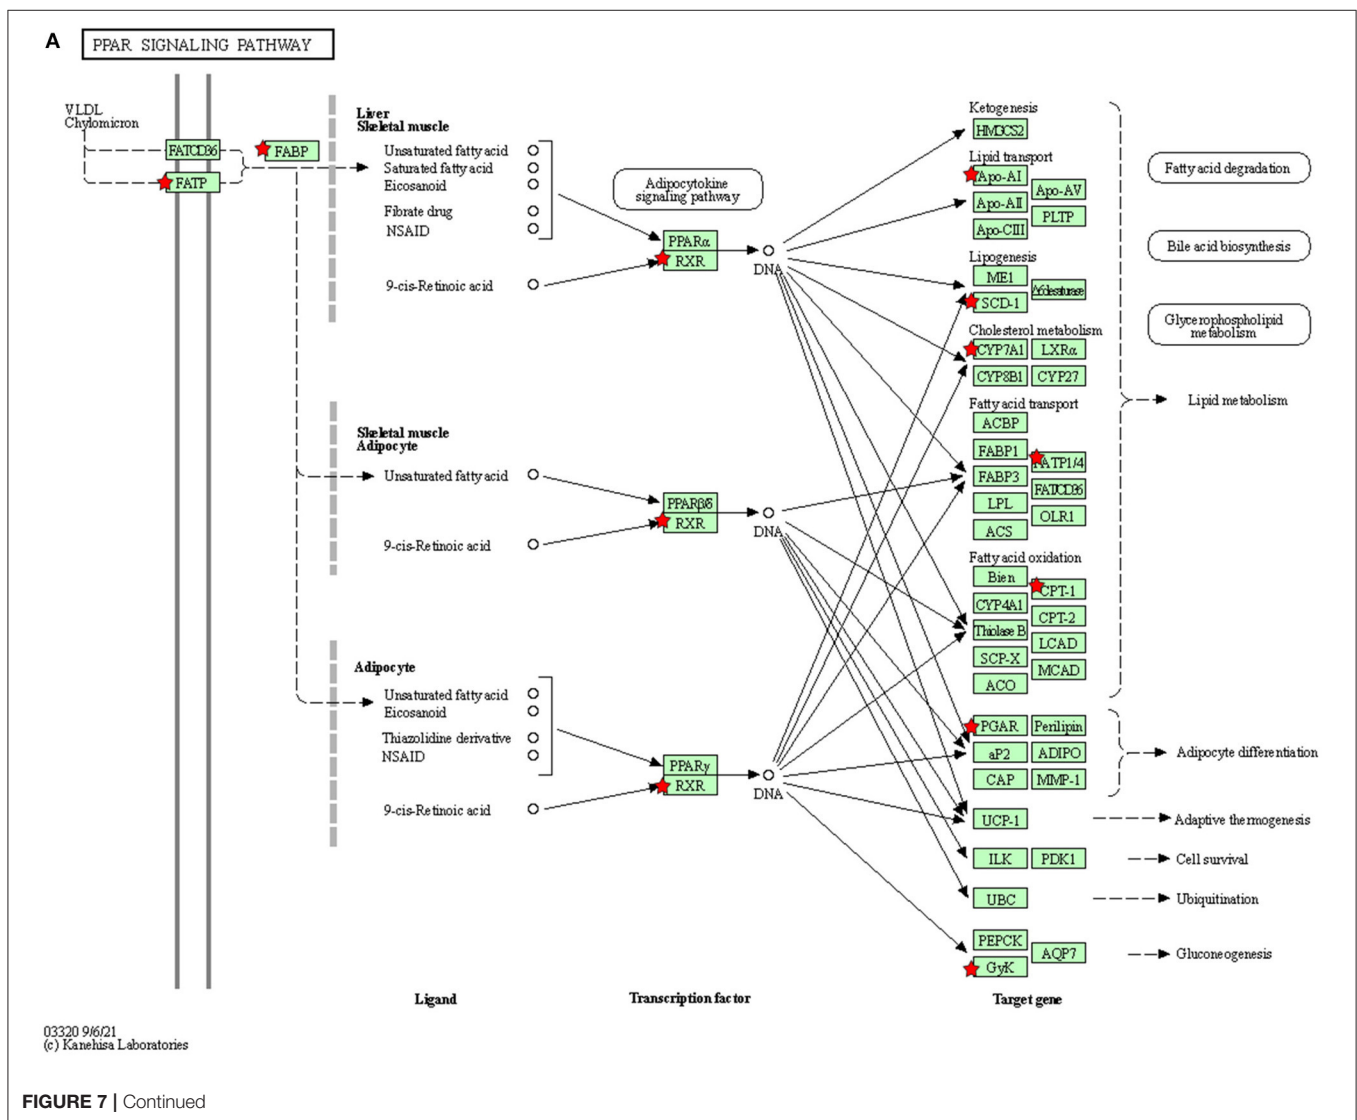 A
PPAR SIGNALING PATHWAY
VLDL
Chylomicron
FATCD36
FATP
FABP
Liver
Skeletal muscle
Unsaturated fatty acid
Saturated fatty acid
Eicosanoid
Fibrate drug
NSAID
9-cis-Retinoic acid
Adipocytokine
signaling pathway
PPARα
RXR
DNA
Skeletal muscle
Adipocyte
Unsaturated fatty acid
9-cis-Retinoic acid
PPARβ/δ
RXR
DNA
Adipocyte
Unsaturated fatty acid
Eicosanoid
Thiazolidine derivative
NSAID
9-cis-Retinoic acid
PPARγ
RXR
DNA
Ketogenesis
HMGCS2
Lipid transport
Apo-AI
Apo-AII
Apo-CIII
Apo-AV
PLTP
Lipogenesis
ME1
SCD-1
Δ6desaturase
Cholesterol metabolism
CYP7A1 LXRα
CYP8B1 CYP27
Fatty acid transport
ACBP
FABP1
FABP3
LPL
ACS
FATP1/4
FATCD36
OLR1
Fatty acid oxidation
Bien
CYP4A1
Thiolase B
SCP-X
ACO
CPT-1
CPT-2
LCAD
MCAD
PGAR Perilipin
aP2 ADIPO
CAP MMP-1
UCP-1
ILK PDK1
UBC
PEPCK
GyK
AQP7
Fatty acid degradation
Bile acid biosynthesis
Glycerophospholipid
metabolism
Lipid metabolism
Adipocyte differentiation
Adaptive thermogenesis
Cell survival
Ubiquitination
Gluconeogenesis
Ligand
Transcription factor
Target gene
03320 9/6/21
(c) Kanehisa Laboratories
FIGURE 7 | Continued